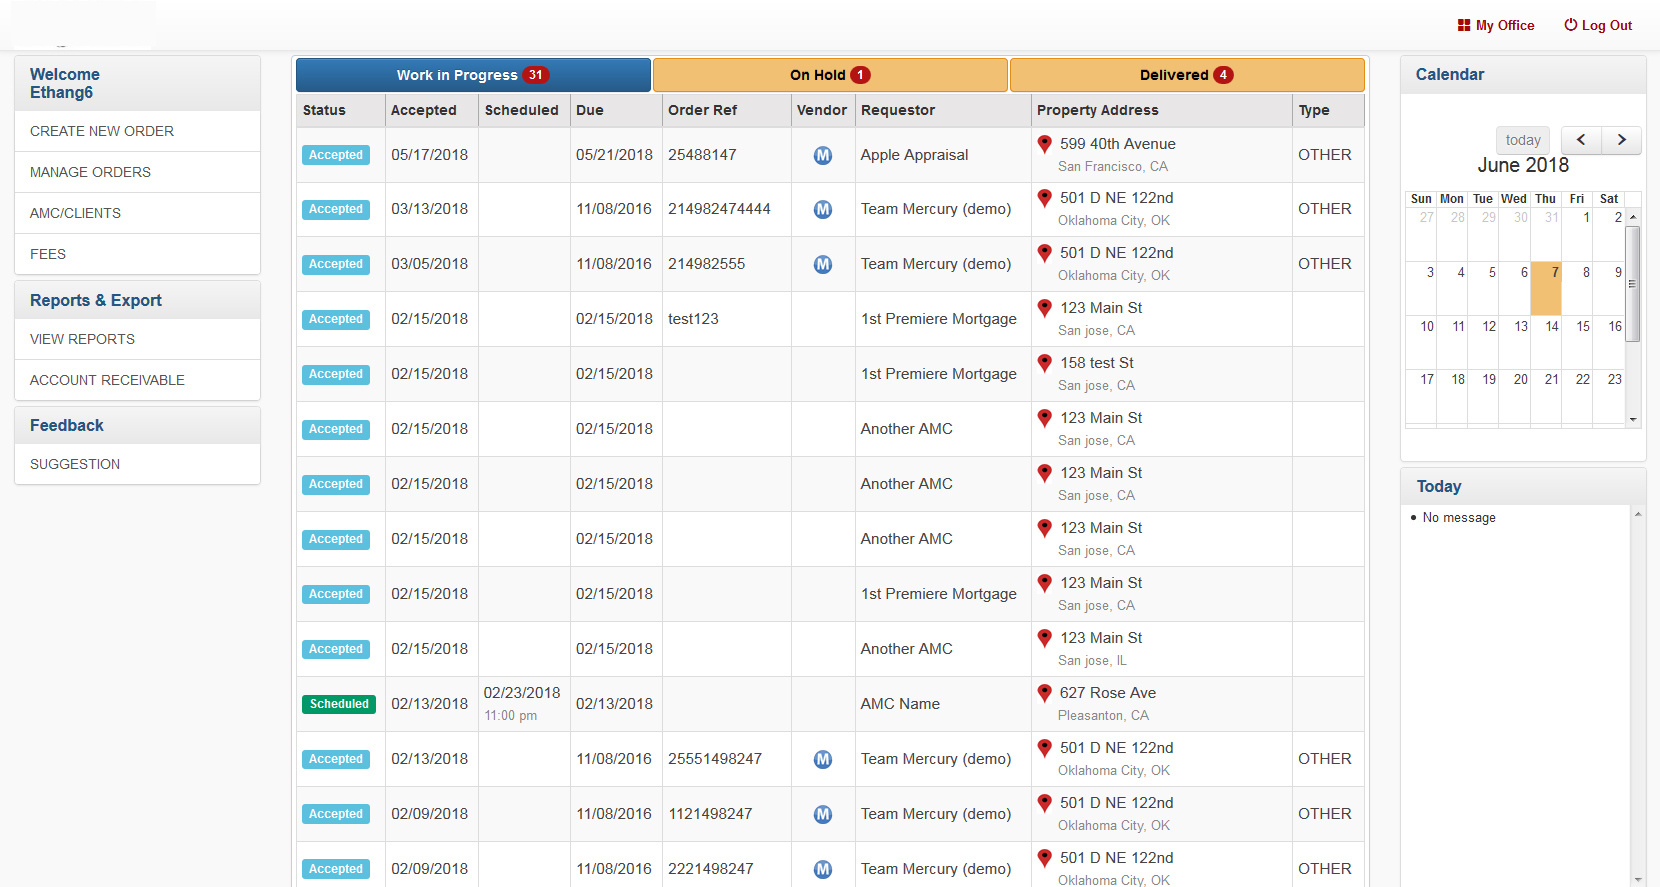 My Office Log Out
Welcome
Ethang6
CREATE NEW ORDER
MANAGE ORDERS
AMC/CLIENTS
FEES
Reports & Export
VIEW REPORTS
ACCOUNT RECEIVABLE
Feedback
SUGGESTION
Work in Progress 31 On Hold 1 Delivered 4
Status Accepted Scheduled Due Order Ref Vendor Requestor Property Address Type
Accepted 05/17/2018 05/21/2018 25488147 M Apple Appraisal 599 40th Avenue OTHER
San Francisco, CA
Accepted 03/13/2018 11/08/2016 214982474444 M Team Mercury (demo) 501 D NE 122nd OTHER
Oklahoma City, OK
Accepted 03/05/2018 11/08/2016 214982555 M Team Mercury (demo) 501 D NE 122nd OTHER
Oklahoma City, OK
Accepted 02/15/2018 02/15/2018 test123 1st Premiere Mortgage 123 Main St
San jose, CA
Accepted 02/15/2018 02/15/2018 1st Premiere Mortgage 158 test St
San jose, CA
Accepted 02/15/2018 02/15/2018 Another AMC 123 Main St
San jose, CA
Accepted 02/15/2018 02/15/2018 Another AMC 123 Main St
San jose, CA
Accepted 02/15/2018 02/15/2018 Another AMC 123 Main St
San jose, CA
Accepted 02/15/2018 02/15/2018 1st Premiere Mortgage 123 Main St
San jose, CA
Accepted 02/15/2018 02/15/2018 Another AMC 123 Main St
San jose, IL
Scheduled 02/13/2018 02/23/2018 02/13/2018 AMC Name 627 Rose Ave
11:00 pm Pleasanton, CA
Accepted 02/13/2018 11/08/2016 25551498247 M Team Mercury (demo) 501 D NE 122nd OTHER
Oklahoma City, OK
Accepted 02/09/2018 11/08/2016 1121498247 M Team Mercury (demo) 501 D NE 122nd OTHER
Oklahoma City, OK
Accepted 02/09/2018 11/08/2016 2221498247 M Team Mercury (demo) 501 D NE 122nd OTHER
Oklahoma City, OK
Calendar
today
June 2018
Sun Mon Tue Wed Thu Fri Sat
27 28 29 30 31 1 2
3 4 5 6 7 8 9
10 11 12 13 14 15 16
17 18 19 20 21 22 23
Today
No message